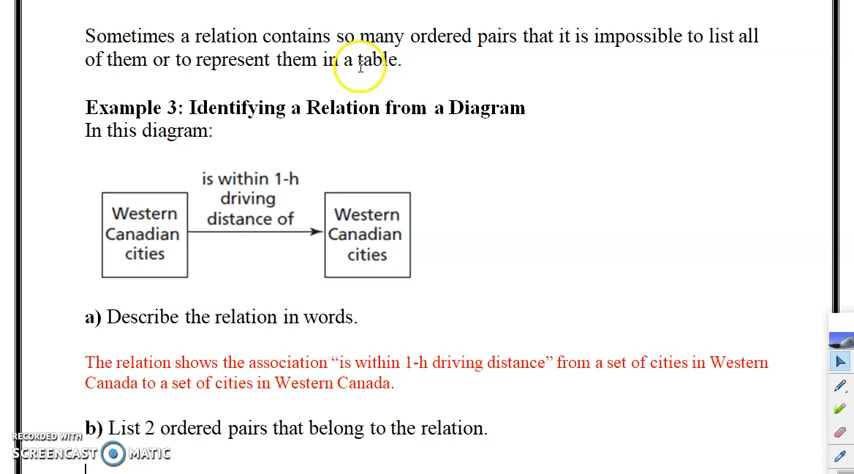 Sometimes a relation contains so many ordered pairs that it is impossible to list all
of them or to represent them in a table.
Example 3: Identifying a Relation from a Diagram
In this diagram:
is within 1-h
driving
distance of
Western
Canadian
cities
Western
Canadian
cities
a) Describe the relation in words.
The relation shows the association “is within 1-h driving distance” from a set of cities in Western
Canada to a set of cities in Western Canada.
b) List 2 ordered pairs that belong to the relation.
RECORDED WITH
SCREENCAST MATIC